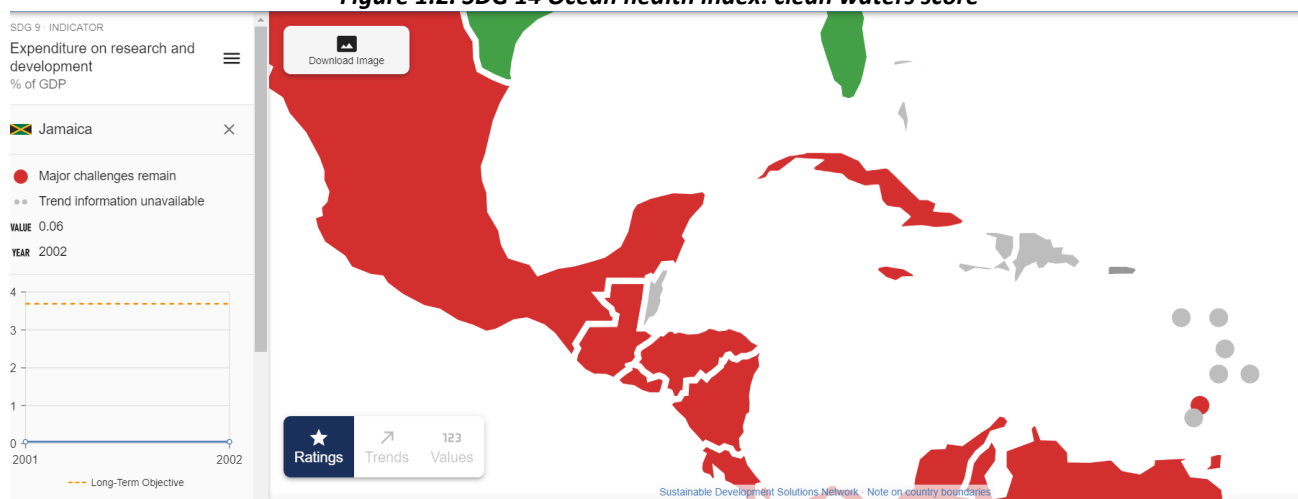 Figure 1.2. SDG 14 Ocean health index: clean waters score
SDG 9 · INDICATOR
Expenditure on research and
development
% of GDP
Jamaica
Major challenges remain
Trend information unavailable
VALUE 0.06
YEAR 2002
4
3
2
1
0
2001 2002
Long-Term Objective
Download Image
Ratings
Trends
123
Values
Sustainable Development Solutions Network · Note on country boundaries